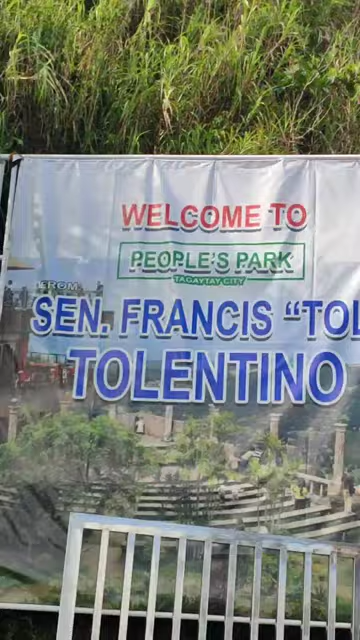 WELCOME TO
PEOPLE'S PARK
TAGAYTAY CITY
FROM:
SEN. FRANCIS “TOL
TOLENTINO